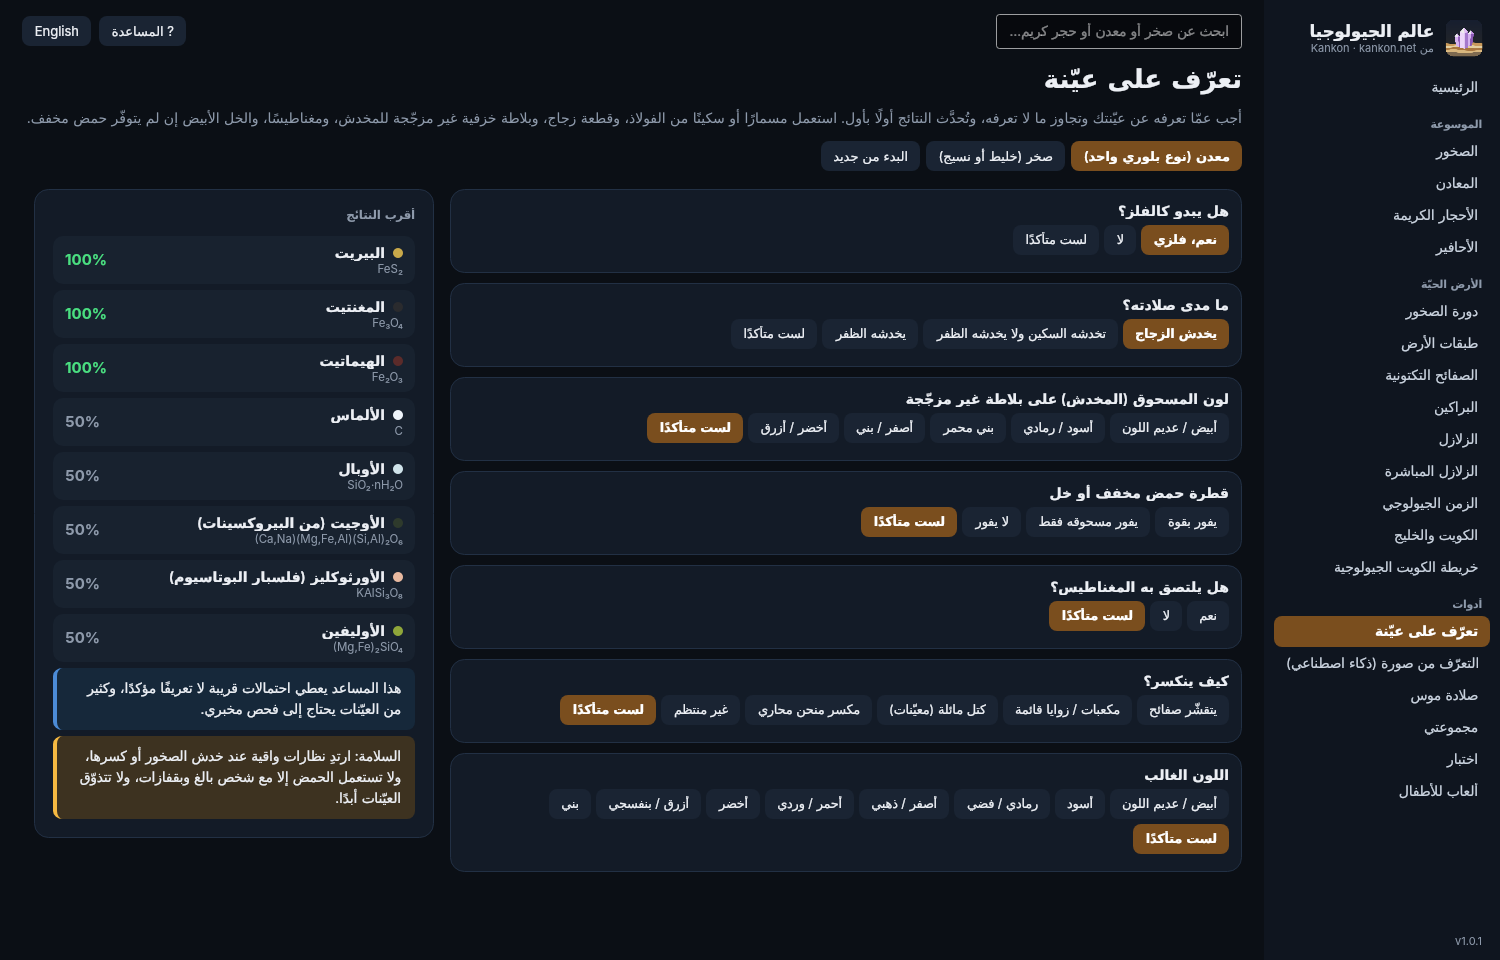 عالم الجيولوجيا
من Kankon · kankon.net
الرئيسية
الموسوعة
الصخور
المعادن
الأحجار الكريمة
الأحافير
الأرض الحيّة
دورة الصخور
طبقات الأرض
الصفائح التكتونية
البراكين
الزلازل
الزلازل المباشرة
الزمن الجيولوجي
الكويت والخليج
خريطة الكويت الجيولوجية
أدوات
تعرّف على عيّنة
التعرّف من صورة (ذكاء اصطناعي)
صلادة موس
مجموعتي
اختبار
ألعاب للأطفال
v1.0.1
ابحث عن صخر أو معدن أو حجر كريم...
? المساعدة
English
تعرّف على عيّنة
أجب عمّا تعرفه عن عيّنتك وتجاوز ما لا تعرفه، وتُحدَّث النتائج أولًا بأول. استعمل مسمارًا أو سكينًا من الفولاذ، وقطعة زجاج، وبلاطة خزفية غير مزجّجة للمخدش، ومغناطيسًا، والخل الأبيض إن لم يتوفّر حمض مخفف.
معدن (نوع بلوري واحد)
صخر (خليط أو نسيج)
البدء من جديد
هل يبدو كالفلز؟
نعم، فلزي
لا
لست متأكدًا
ما مدى صلادته؟
يخدش الزجاج
تخدشه السكين ولا يخدشه الظفر
يخدشه الظفر
لست متأكدًا
لون المسحوق (المخدش) على بلاطة غير مزجّجة
أبيض / عديم اللون
أسود / رمادي
بني محمر
أصفر / بني
أخضر / أزرق
لست متأكدًا
قطرة حمض مخفف أو خل
يفور بقوة
يفور مسحوقه فقط
لا يفور
لست متأكدًا
هل يلتصق به المغناطيس؟
نعم
لا
لست متأكدًا
كيف ينكسر؟
يتقشّر صفائح
مكعبات / زوايا قائمة
كتل مائلة (معيّنات)
مكسر منحن محاري
غير منتظم
لست متأكدًا
اللون الغالب
أبيض / عديم اللون
أسود
رمادي / فضي
أصفر / ذهبي
أحمر / وردي
أخضر
أزرق / بنفسجي
بني
لست متأكدًا
أقرب النتائج
البيريت
FeS₂
100%
المغنتيت
Fe₃O₄
100%
الهيماتيت
Fe₂O₃
100%
الألماس
C
50%
الأوبال
SiO₂·nH₂O
50%
الأوجيت (من البيروكسينات)
(Ca,Na)(Mg,Fe,Al)(Si,Al)₂O₆
50%
الأورثوكليز (فلسبار البوتاسيوم)
KAlSi₃O₈
50%
الأوليفين
(Mg,Fe)₂SiO₄
50%
هذا المساعد يعطي احتمالات قريبة لا تعريفًا مؤكدًا، وكثير
من العيّنات يحتاج إلى فحص مخبري.
السلامة: ارتدِ نظارات واقية عند خدش الصخور أو كسرها،
ولا تستعمل الحمض إلا مع شخص بالغ وبقفازات، ولا تتذوّق
العيّنات أبدًا.